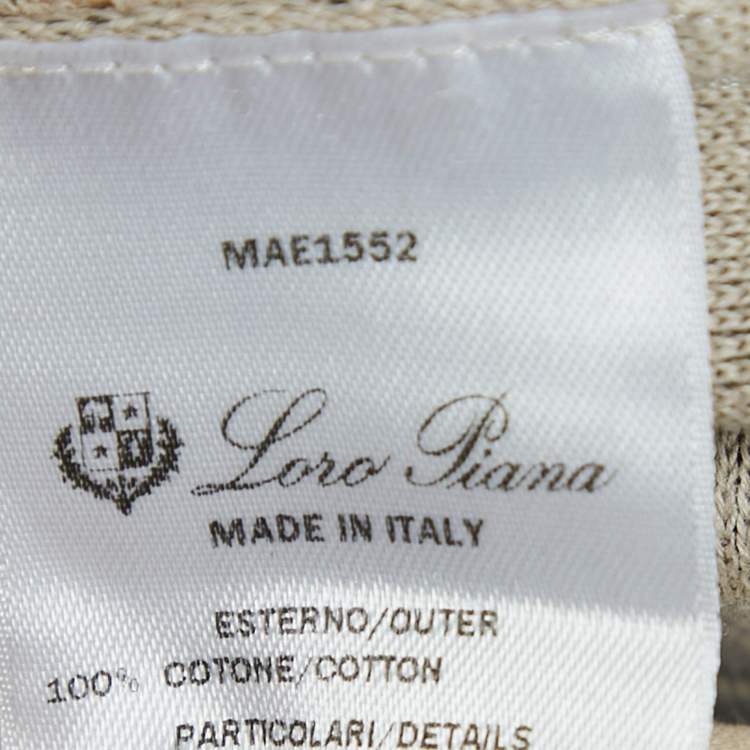 MAE1552
Loro Piana
MADE IN ITALY
ESTERNO/OUTER
100% COTONE/COTTON
PARTICOLARI/DETAILS